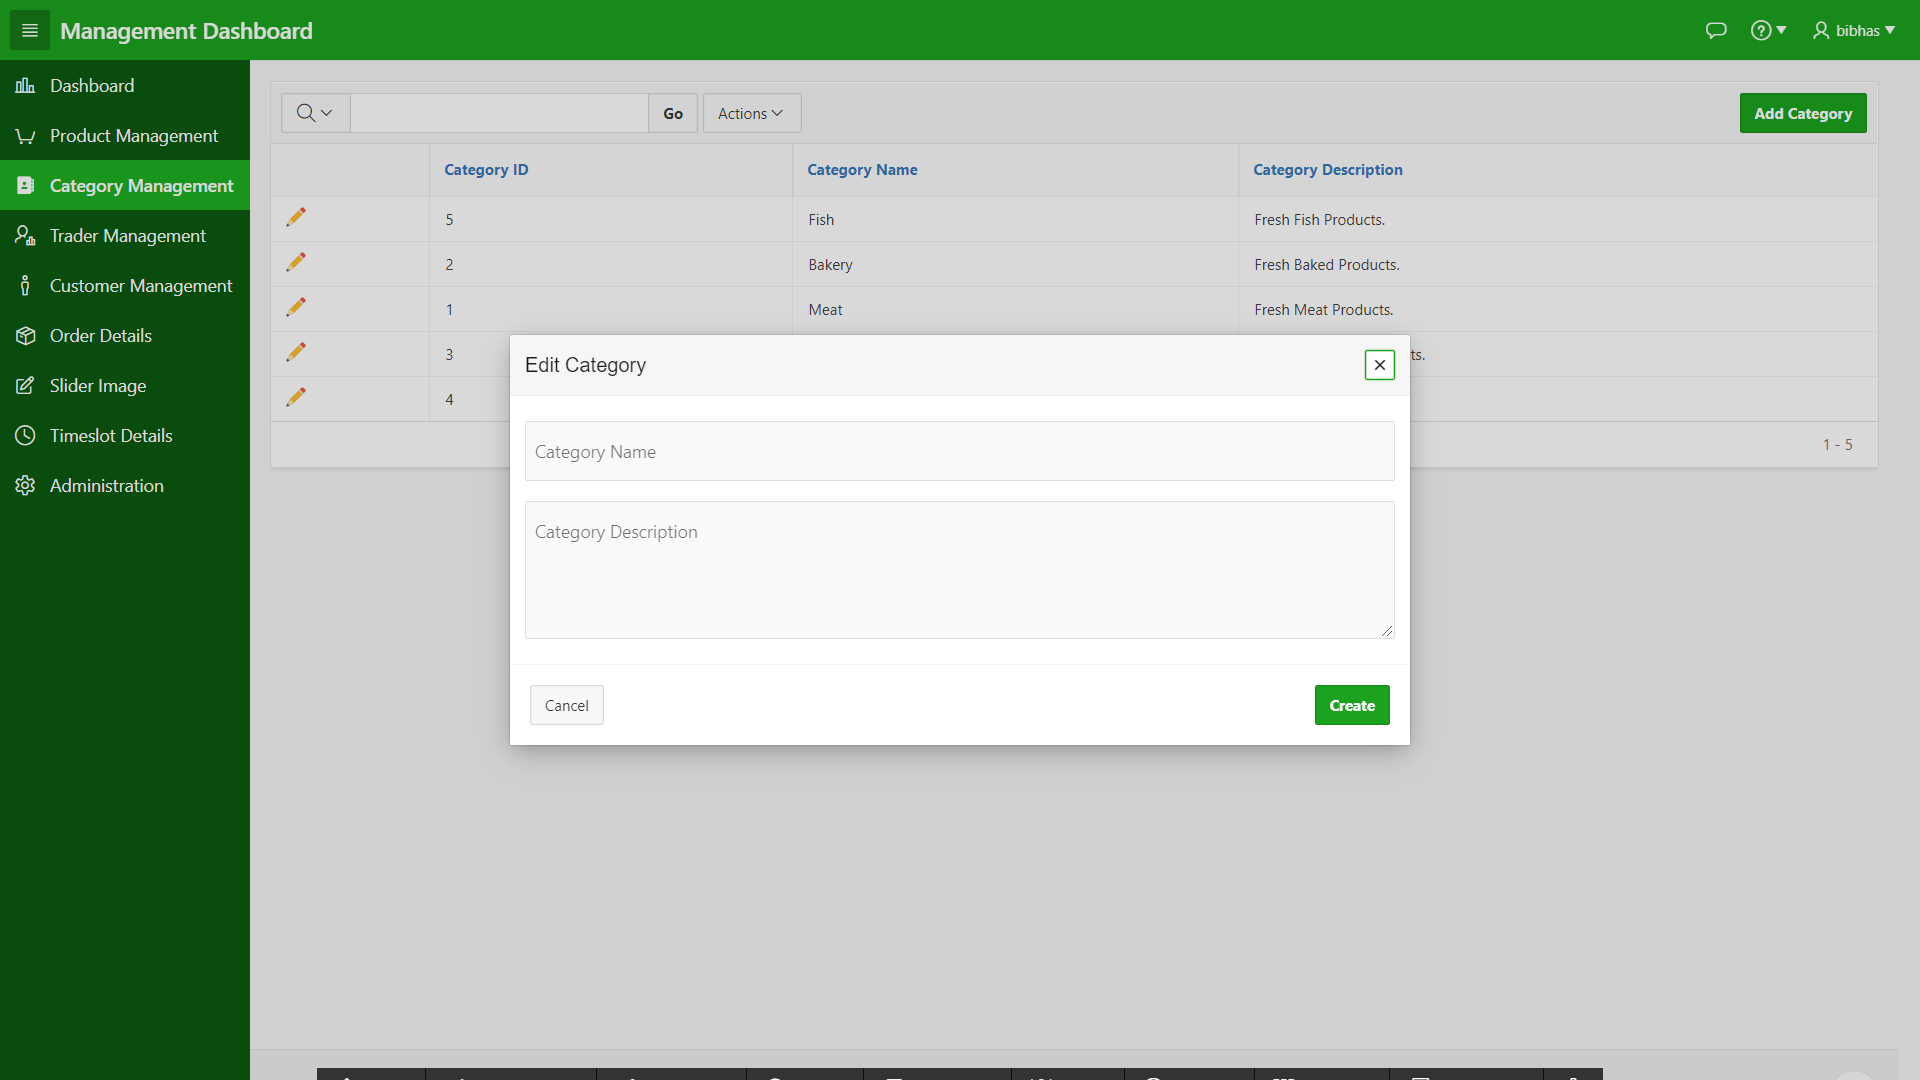 Management Dashboard
bibhas
Dashboard
Product Management
Category Management
Trader Management
Customer Management
Order Details
Slider Image
Timeslot Details
Administration
Go
Actions
Add Category
Category ID Category Name Category Description
5 Fish Fresh Fish Products.
2 Bakery Fresh Baked Products.
1 Meat Fresh Meat Products.
3 ts.
4
1 - 5
Edit Category
Category Name
Category Description
Cancel
Create